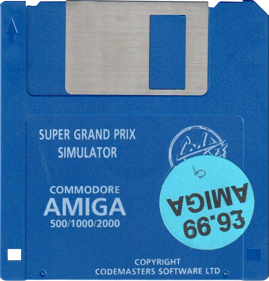 SUPER GRAND PRIX
SIMULATOR
COMMODORE
AMIGA
500/1000/2000
£6.99
AMIGA
COPYRIGHT
CODEMASTERS SOFTWARE LTD